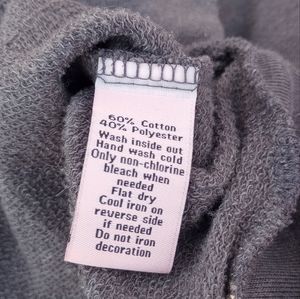 60% Cotton
40% Polyester
Wash inside out
Hand wash cold
Only non-chlorine
bleach when
needed
Flat dry
Cool iron on
reverse side
if needed
Do not iron
decoration